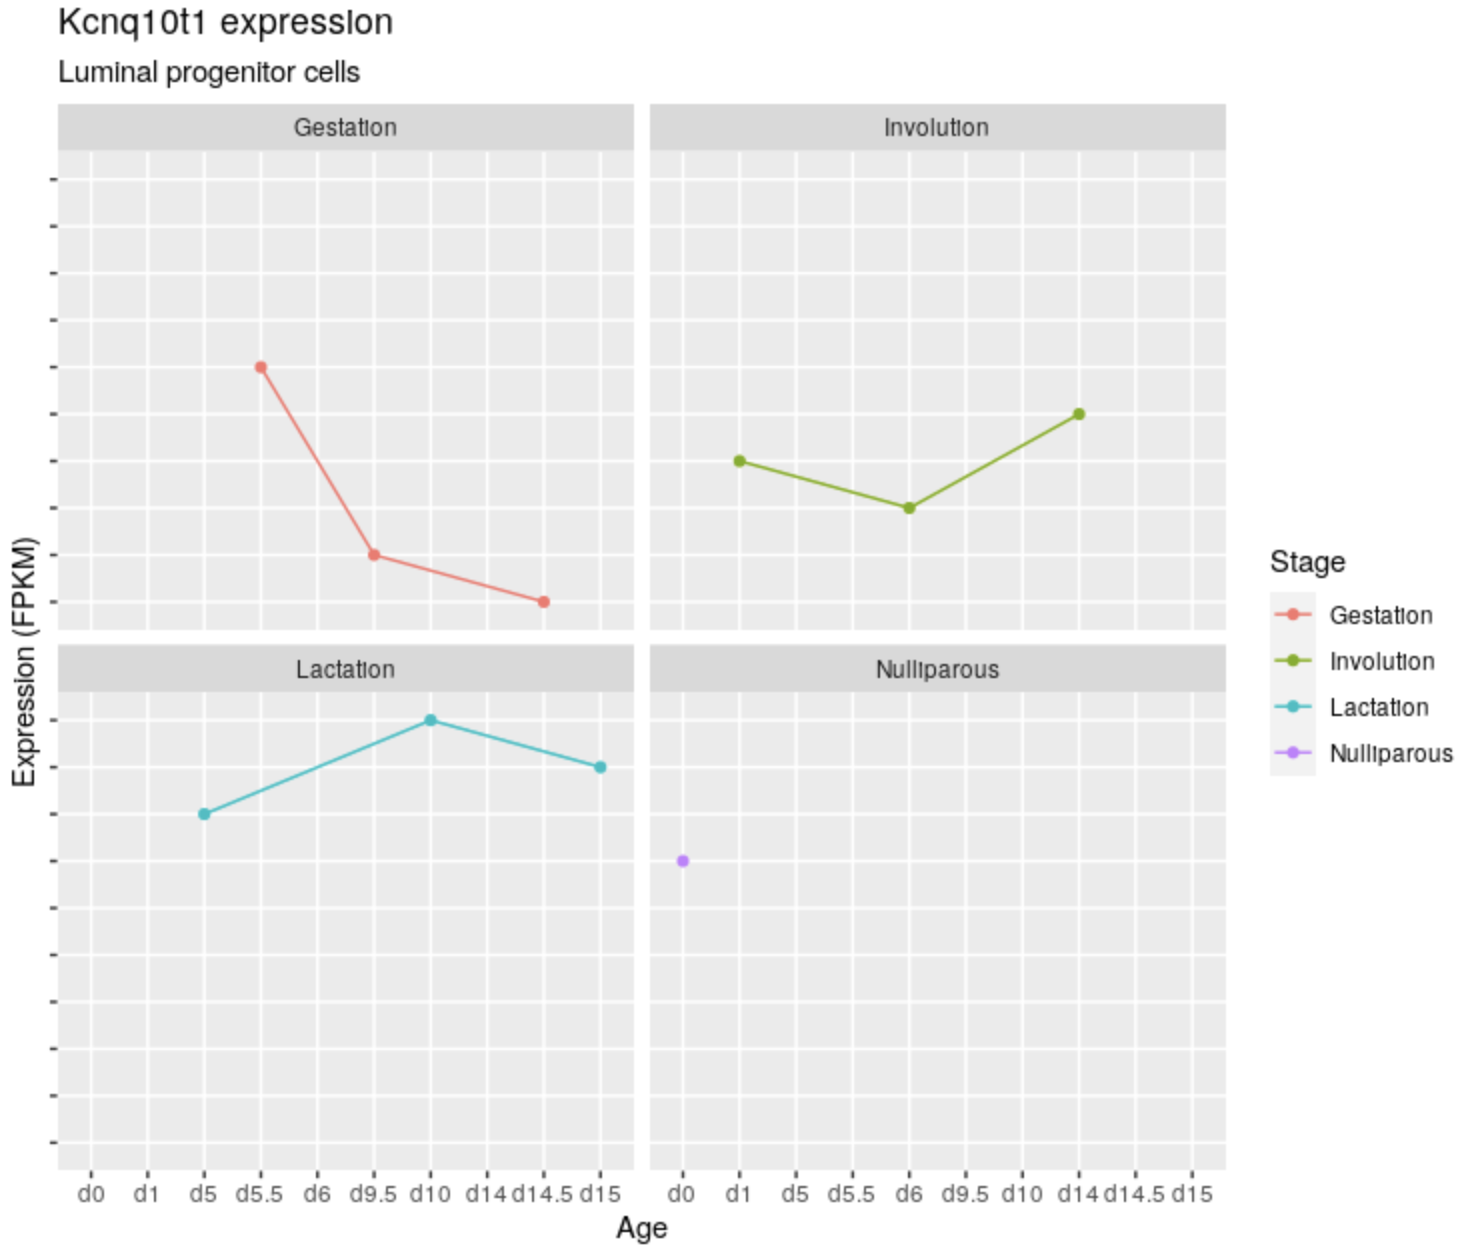 Kcnq10t1 expression
Luminal progenitor cells
Gestation
Involution
Lactation
Nulliparous
Expression (FPKM)
d0 d1 d5 d5.5 d6 d9.5 d10 d14 d14.5 d15
d0 d1 d5 d5.5 d6 d9.5 d10 d14 d14.5 d15
Age
Stage
Gestation
Involution
Lactation
Nulliparous